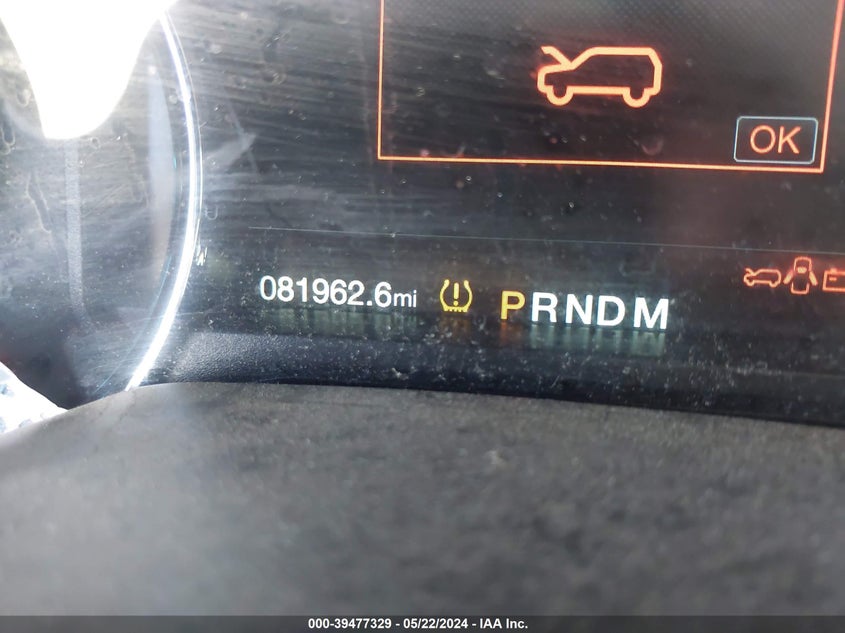 OK
081962.6mi PRNDM
000-39477329 - 05/22/2024 - IAA Inc.